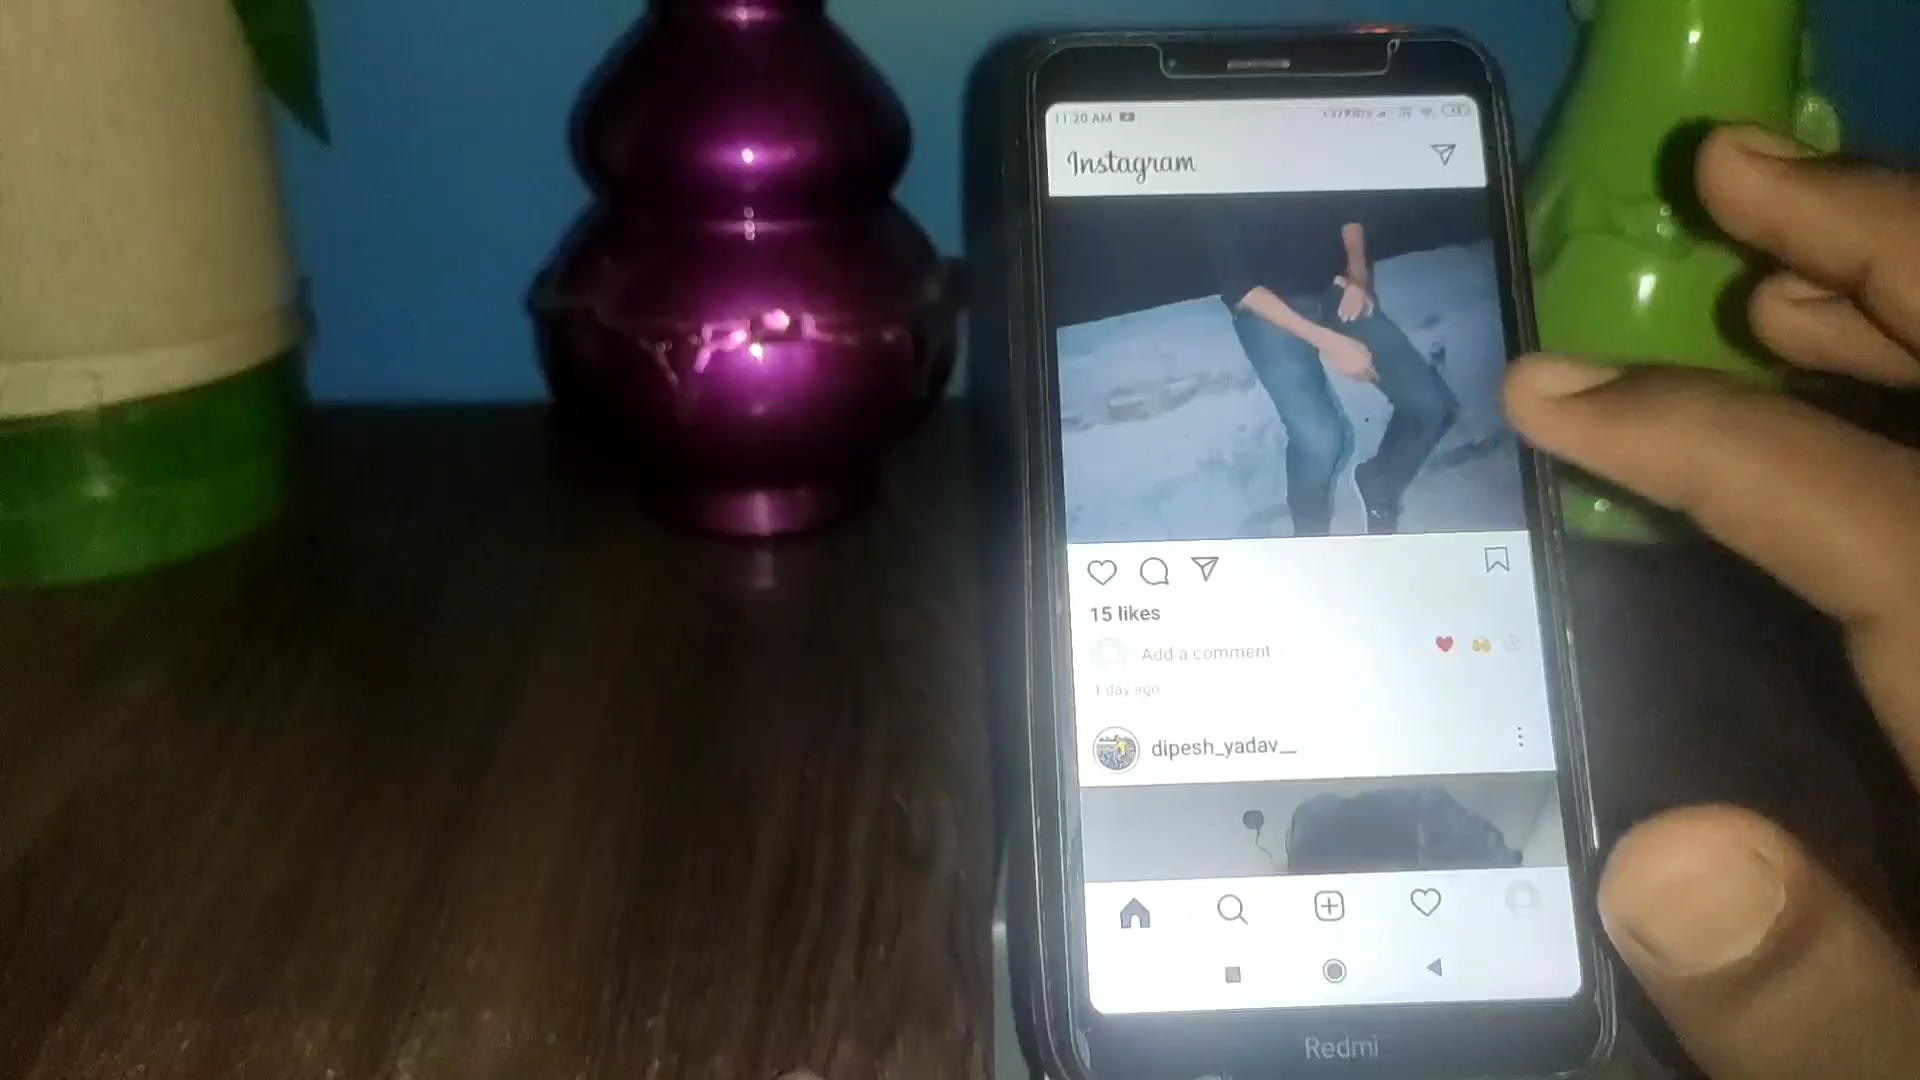 11:20 AM
Instagram
15 likes
Add a comment
1 day ago
dipesh_yadav__
Redmi